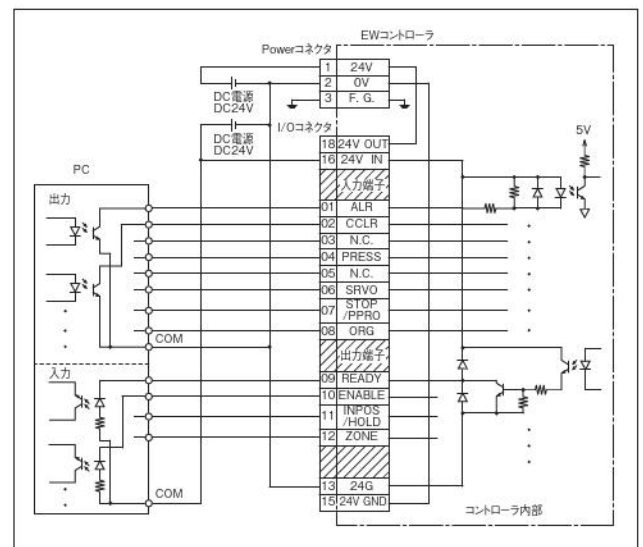 EWコントローラ
Powerコネクタ
1 24V
2 0V
3 F. G.
DC電源
DC24V
DC電源
DC24V
I/Oコネクタ
18 24V OUT
16 24V IN
入力端子
01 ALR
02 CCLR
03 N.C.
04 PRESS
05 N.C.
06 SRVO
07 STOP
/PPRO
08 ORG
出力端子
09 READY
10 ENABLE
11 INPOS
/HOLD
12 ZONE
13 24G
15 24V GND
5V
PC
出力
COM
入力
COM
コントローラ内部